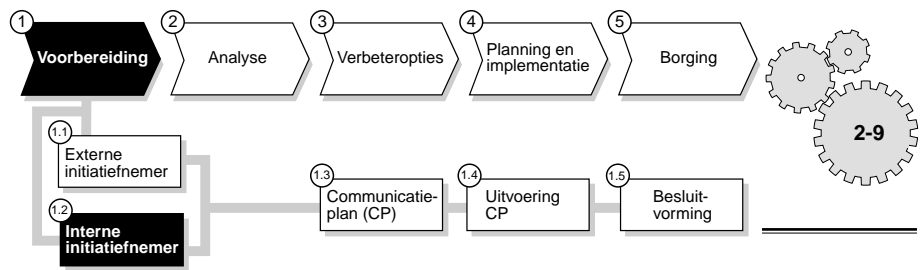 1
Voorbereiding
2
Analyse
3
Verbeteropties
4
Planning en
implementatie
5
Borging
2-9
1.1
Externe
initiatiefnemer
1.2
Interne
initiatiefnemer
1.3
Communicatie-
plan (CP)
1.4
Uitvoering
CP
1.5
Besluit-
vorming